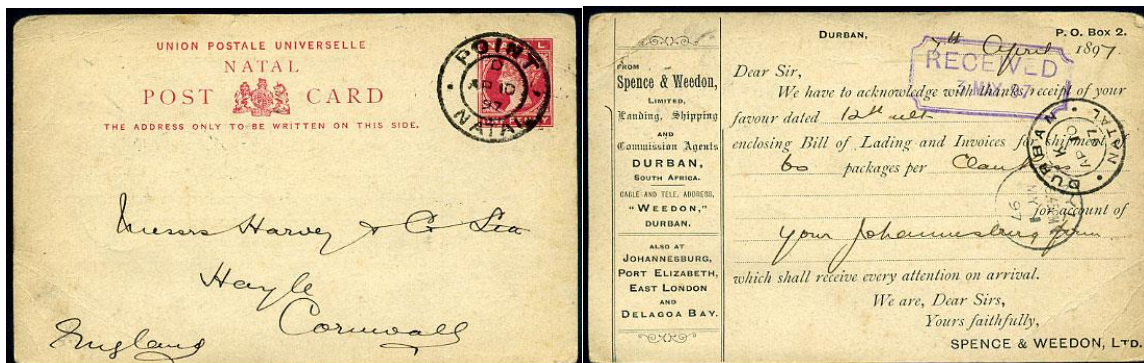 UNION POSTALE UNIVERSELLE
NATAL
POST CARD
THE ADDRESS ONLY TO BE WRITTEN ON THIS SIDE.
POINT
D
AP 10
97
NATAL
Messrs Harvey & Co Ltd
Hayle
Cornwall
England
FROM
Spence & Weedon,
LIMITED,
Landing, Shipping
AND
Commission Agents
DURBAN,
SOUTH AFRICA.
CABLE AND TELE. ADDRESS,
"WEEDON,"
DURBAN.
ALSO AT
JOHANNESBURG,
PORT ELIZABETH,
EAST LONDON
AND
DELAGOA BAY.
DURBAN, P. O. Box 2.
April 1897
RECEIVED
Dear Sir,
We have to acknowledge with thanks, receipt of your
favour dated 12th ult
enclosing Bill of Lading and Invoices for shipment
60 packages per
DURBAN
K
AP 10
97
NATAL
for account of
your Johannesburg firm
which shall receive every attention on arrival.
We are, Dear Sirs,
Yours faithfully,
SPENCE & WEEDON, LTD.